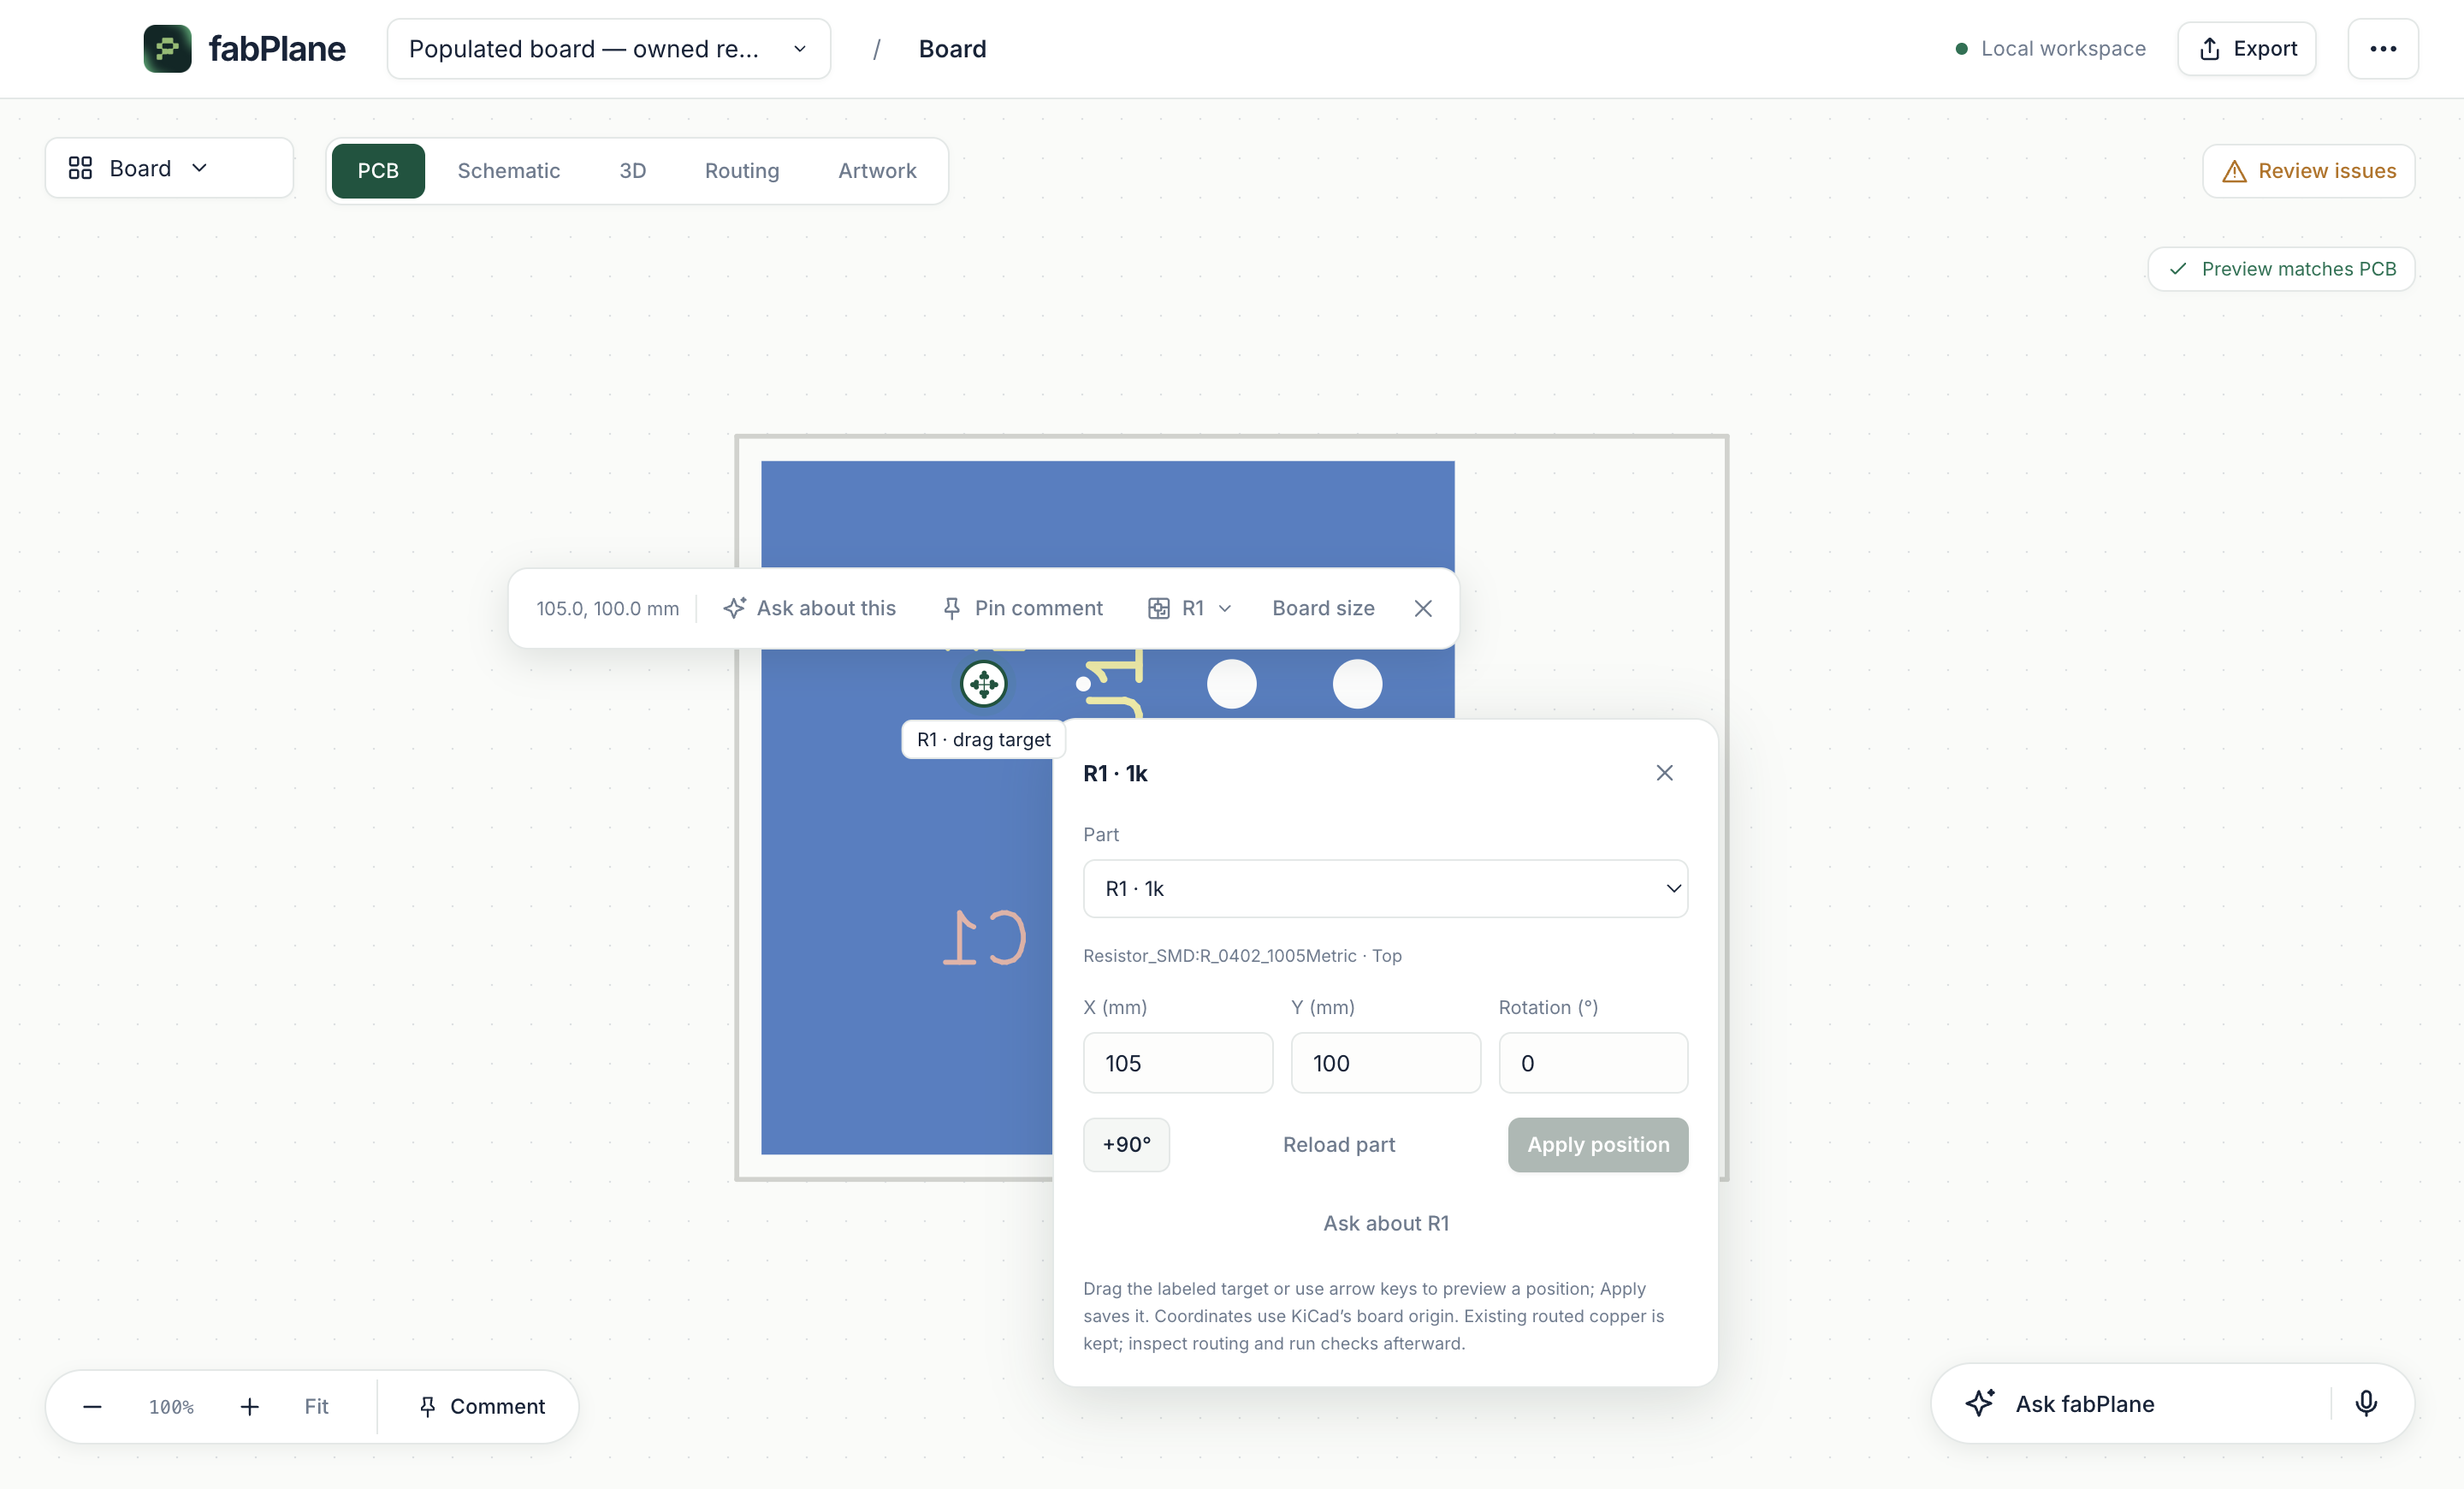 fabPlane
Populated board — owned re...
/
Board
Local workspace
Export
Board
PCB
Schematic
3D
Routing
Artwork
Review issues
Preview matches PCB
105.0, 100.0 mm
Ask about this
Pin comment
R1
Board size
R1 · drag target
R1 · 1k
Part
R1 · 1k
C1
Resistor_SMD:R_0402_1005Metric · Top
X (mm)
Y (mm)
Rotation (°)
105
100
0
+90°
Reload part
Apply position
Ask about R1
Drag the labeled target or use arrow keys to preview a position; Apply
saves it. Coordinates use KiCad’s board origin. Existing routed copper is
kept; inspect routing and run checks afterward.
100%
Fit
Comment
Ask fabPlane